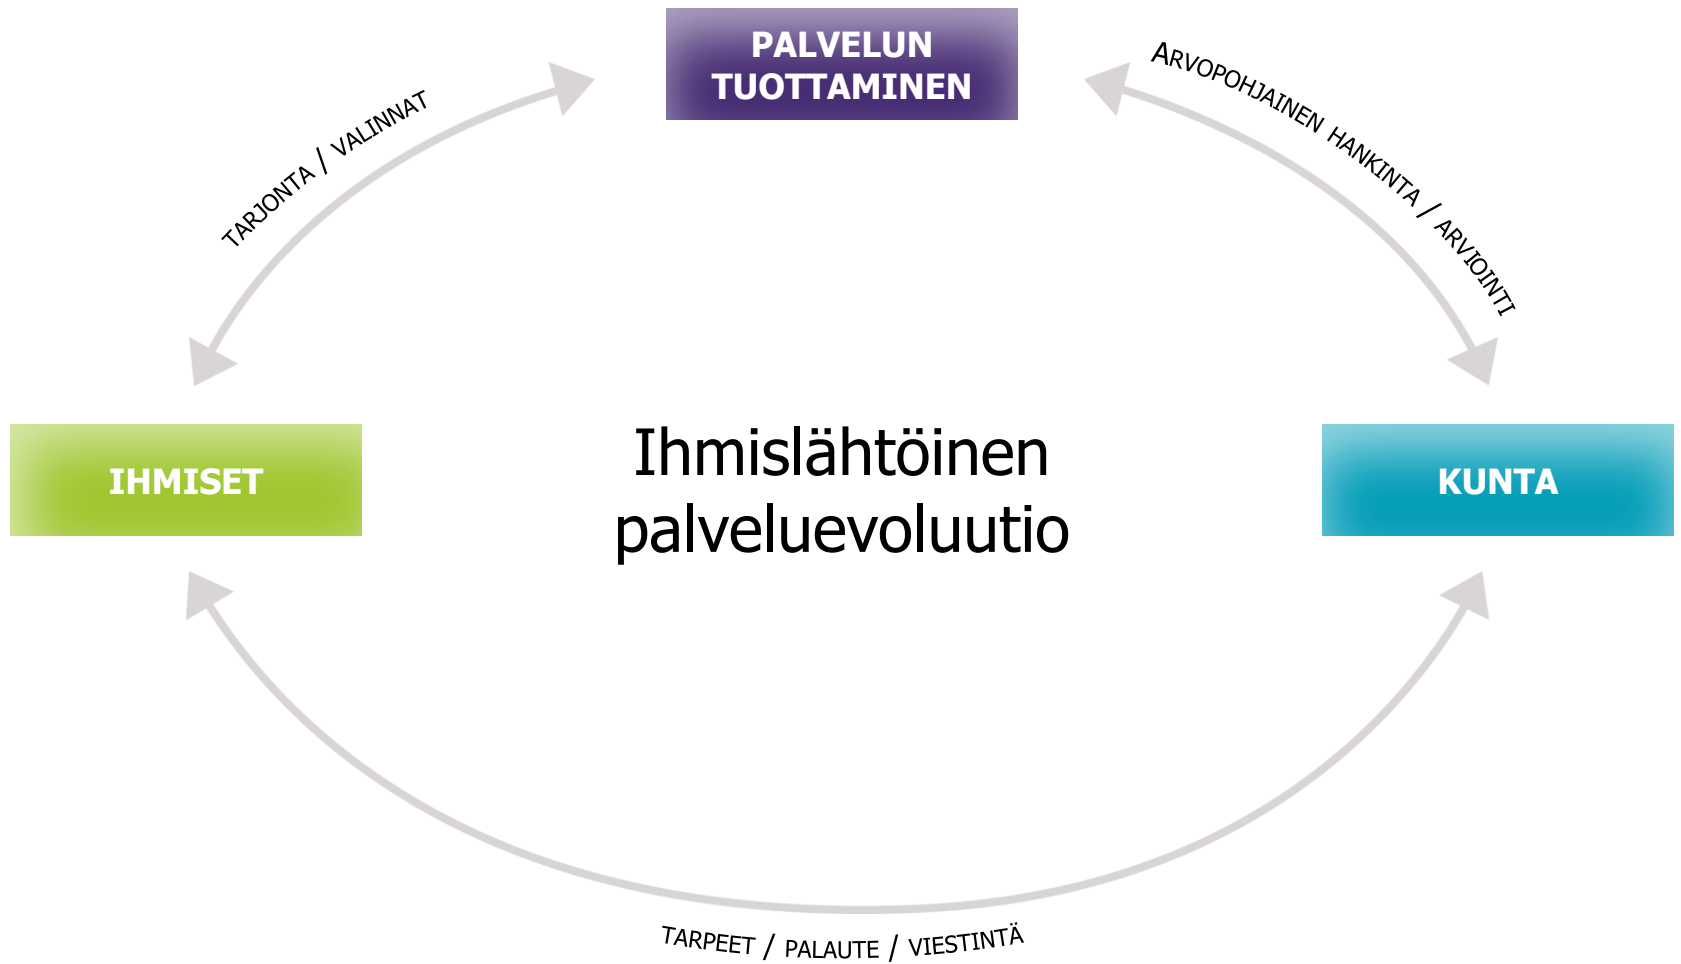 PALVELUN
TUOTTAMINEN
TARJONTA / VALINNAT
ARVOPOHJAINEN HANKINTA / ARVIOINTI
IHMISET
Ihmislähtöinen
palveluevoluutio
KUNTA
TARPEET / PALAUTE / VIESTINTÄ